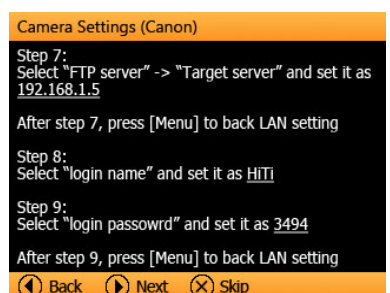 Camera Settings (Canon)
Step 7:
Select "FTP server" -> "Target server" and set it as
192.168.1.5
After step 7, press [Menu] to back LAN setting
Step 8:
Select "login name" and set it as HiTi
Step 9:
Select "login passowrd" and set it as 3494
After step 9, press [Menu] to back LAN setting
Back Next Skip